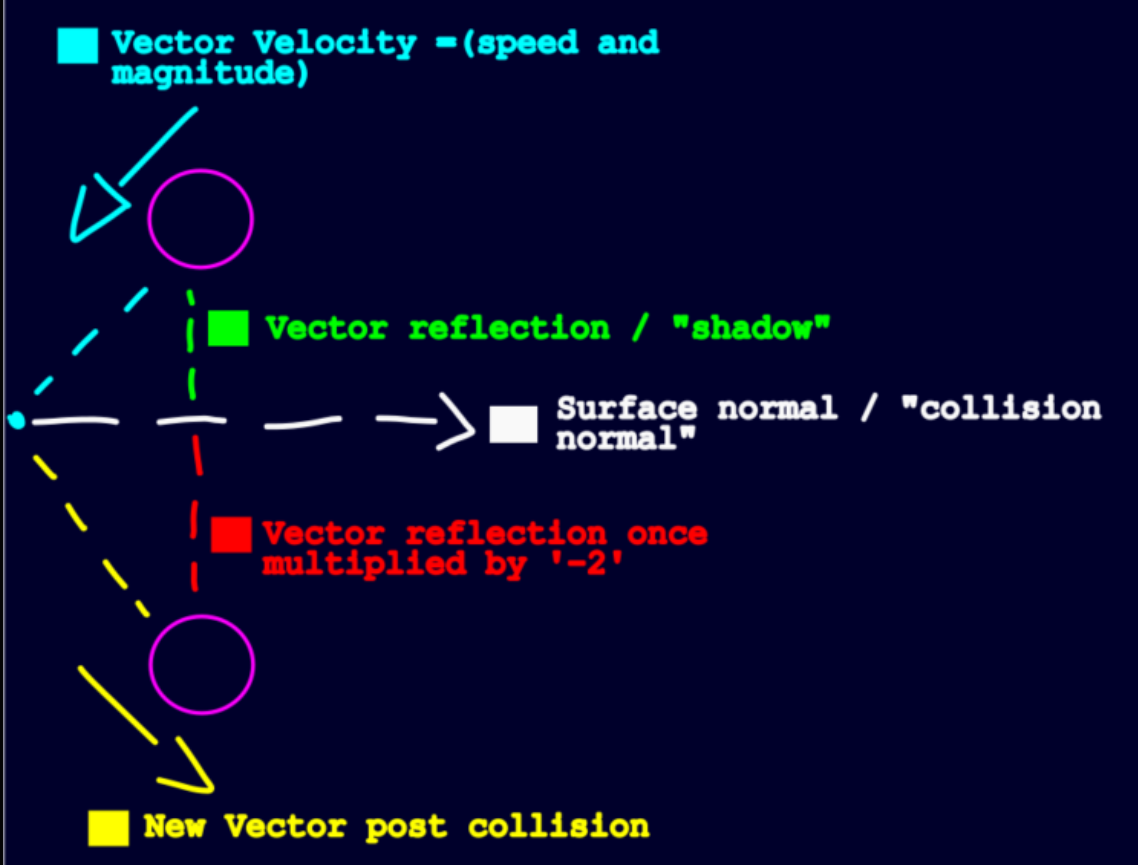 Vector Velocity =(speed and
magnitude)
Vector reflection / "shadow"
Surface normal / "collision
normal"
Vector reflection once
multiplied by '-2'
New Vector post collision